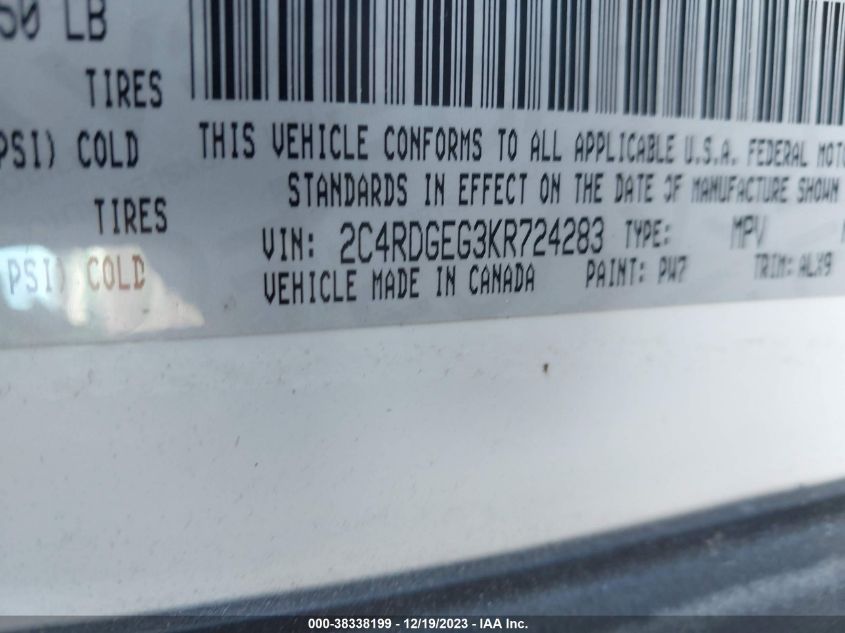 50 LB
TIRES
PSI) COLD
TIRES
PSI) COLD
THIS VEHICLE CONFORMS TO ALL APPLICABLE U.S.A. FEDERAL MOTO
STANDARDS IN EFFECT ON THE DATE OF MANUFACTURE SHOWN
VIN: 2C4RDGEG3KR724283 TYPE: MPV
VEHICLE MADE IN CANADA PAINT: PW7 TRIM: ALX9
000-38338199 - 12/19/2023 - IAA Inc.